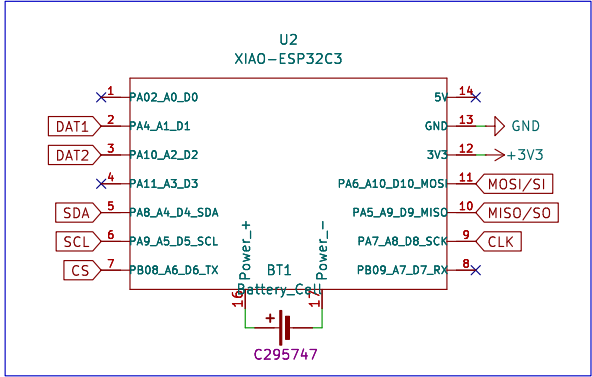 U2
XIAO-ESP32C3
1 PA02_A0_D0 5V 14
DAT1 2 PA4_A1_D1 GND 13 GND
DAT2 3 PA10_A2_D2 3V3 12 +3V3
4 PA11_A3_D3 PA6_A10_D10_MOSI 11 MOSI/SI
SDA 5 PA8_A4_D4_SDA PA5_A9_D9_MISO 10 MISO/SO
SCL 6 PA9_A5_D5_SCL PA7_A8_D8_SCK 9 CLK
CS 7 PB08_A6_D6_TX PB09_A7_D7_RX 8
Power_+
Power_-
BT1
Battery_Cell
16
17
+
C295747